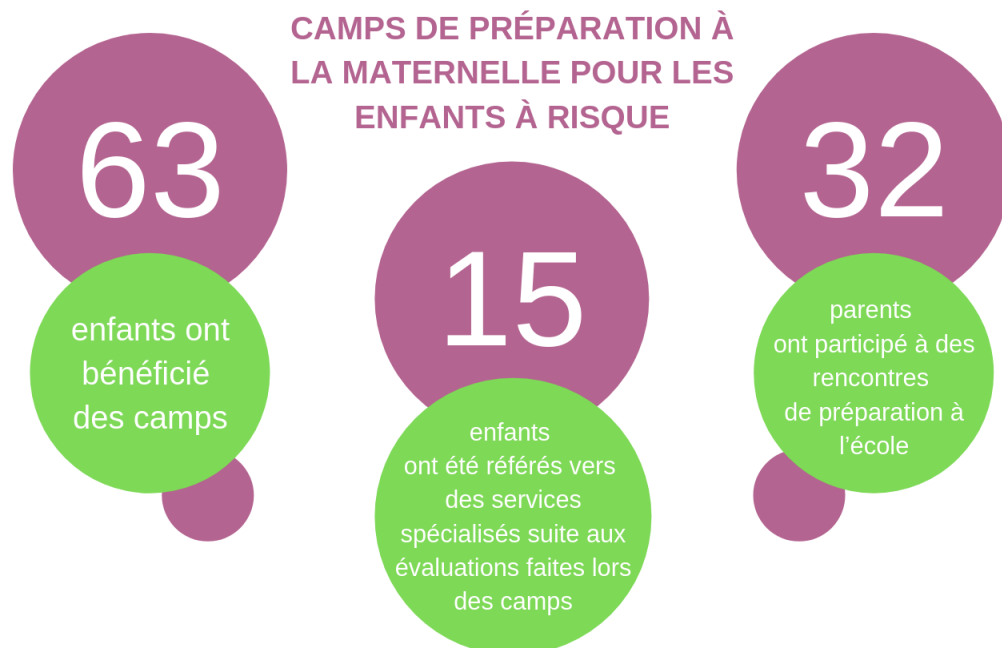 CAMPS DE PRÉPARATION À
LA MATERNELLE POUR LES
ENFANTS À RISQUE
63
enfants ont
bénéficié
des camps
15
enfants
ont été référés vers
des services
spécialisés suite aux
évaluations faites lors
des camps
32
parents
ont participé à des
rencontres
de préparation à
l’école